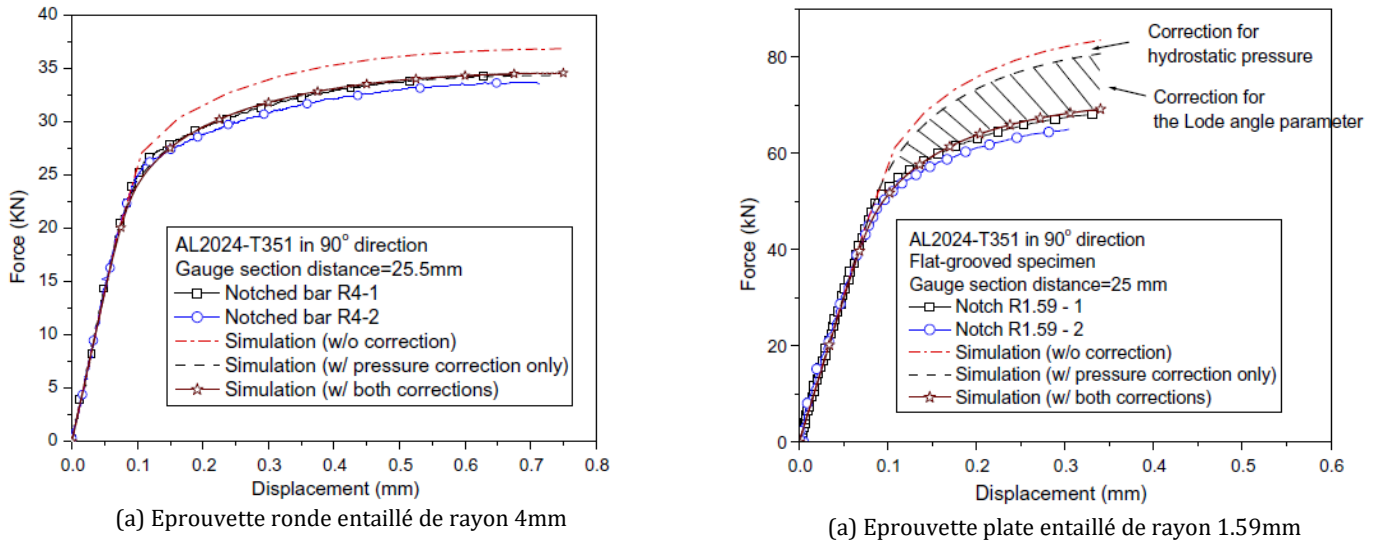 40
35
30
25
20
15
10
5
0
Force (KN)
AL2024-T351 in 90° direction
Gauge section distance=25.5mm
Notched bar R4-1
Notched bar R4-2
Simulation (w/o correction)
Simulation (w/ pressure correction only)
Simulation (w/ both corrections)
0.0 0.1 0.2 0.3 0.4 0.5 0.6 0.7 0.8
Displacement (mm)
(a) Eprouvette ronde entaillé de rayon 4mm
80
60
40
20
0
Force (kN)
Correction for
hydrostatic pressure
Correction for
the Lode angle parameter
AL2024-T351 in 90° direction
Flat-grooved specimen
Gauge section distance=25 mm
Notch R1.59 - 1
Notch R1.59 - 2
Simulation (w/o correction)
Simulation (w/ pressure correction only)
Simulation (w/ both corrections)
0.0 0.1 0.2 0.3 0.4 0.5 0.6
Displacement (mm)
(a) Eprouvette plate entaillé de rayon 1.59mm